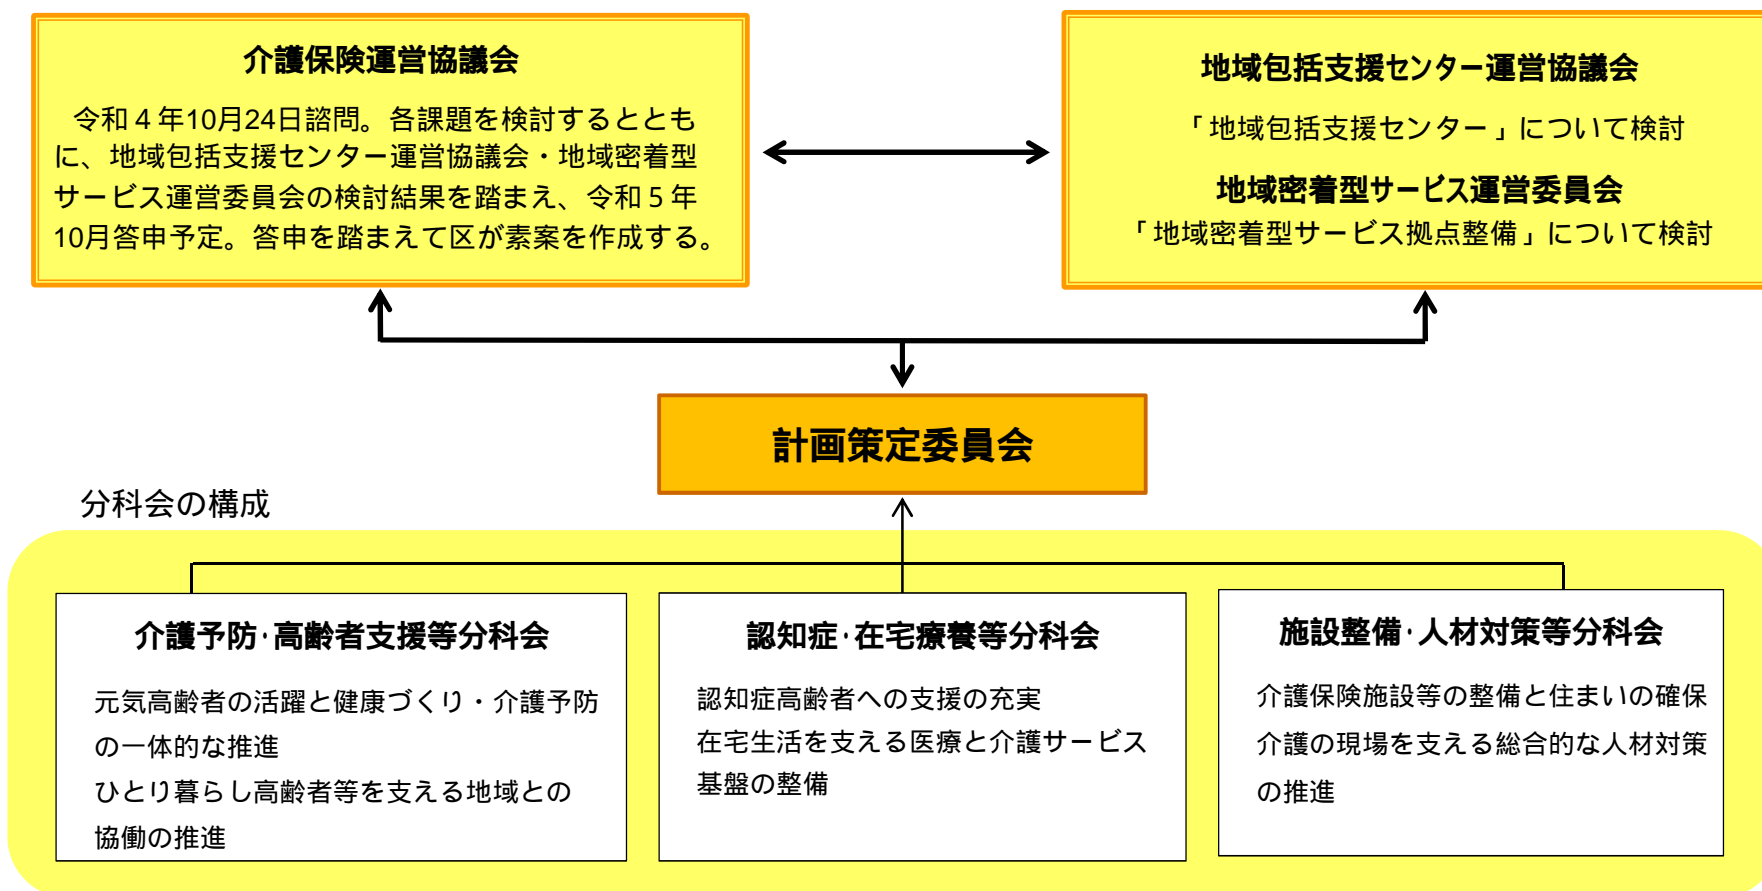 介護保険運営協議会
令和４年10月24日諮問。各課題を検討するととも
に、地域包括支援センター運営協議会・地域密着型
サービス運営委員会の検討結果を踏まえ、令和５年
10月答申予定。答申を踏まえて区が素案を作成する。
地域包括支援センター運営協議会
「地域包括支援センター」について検討
地域密着型サービス運営委員会
「地域密着型サービス拠点整備」について検討
計画策定委員会
分科会の構成
介護予防・高齢者支援等分科会
元気高齢者の活躍と健康づくり・介護予防
の一体的な推進
ひとり暮らし高齢者等を支える地域との
協働の推進
認知症・在宅療養等分科会
認知症高齢者への支援の充実
在宅生活を支える医療と介護サービス
基盤の整備
施設整備・人材対策等分科会
介護保険施設等の整備と住まいの確保
介護の現場を支える総合的な人材対策
の推進